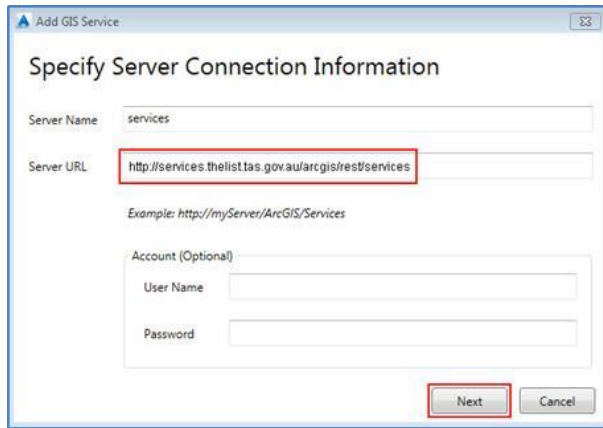 Add GIS Service
Specify Server Connection Information
Server Name services
Server URL http://services.thelist.tas.gov.au/arcgis/rest/services
Example: http://myServer/ArcGIS/Services
Account (Optional)
User Name
Password
Next Cancel